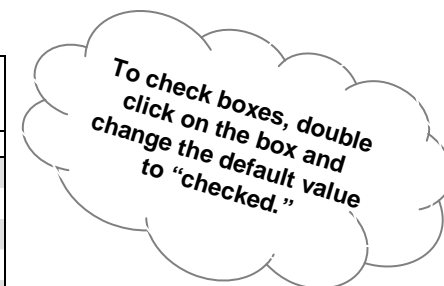 To check boxes, double
click on the box and
change the default value
to “checked.”